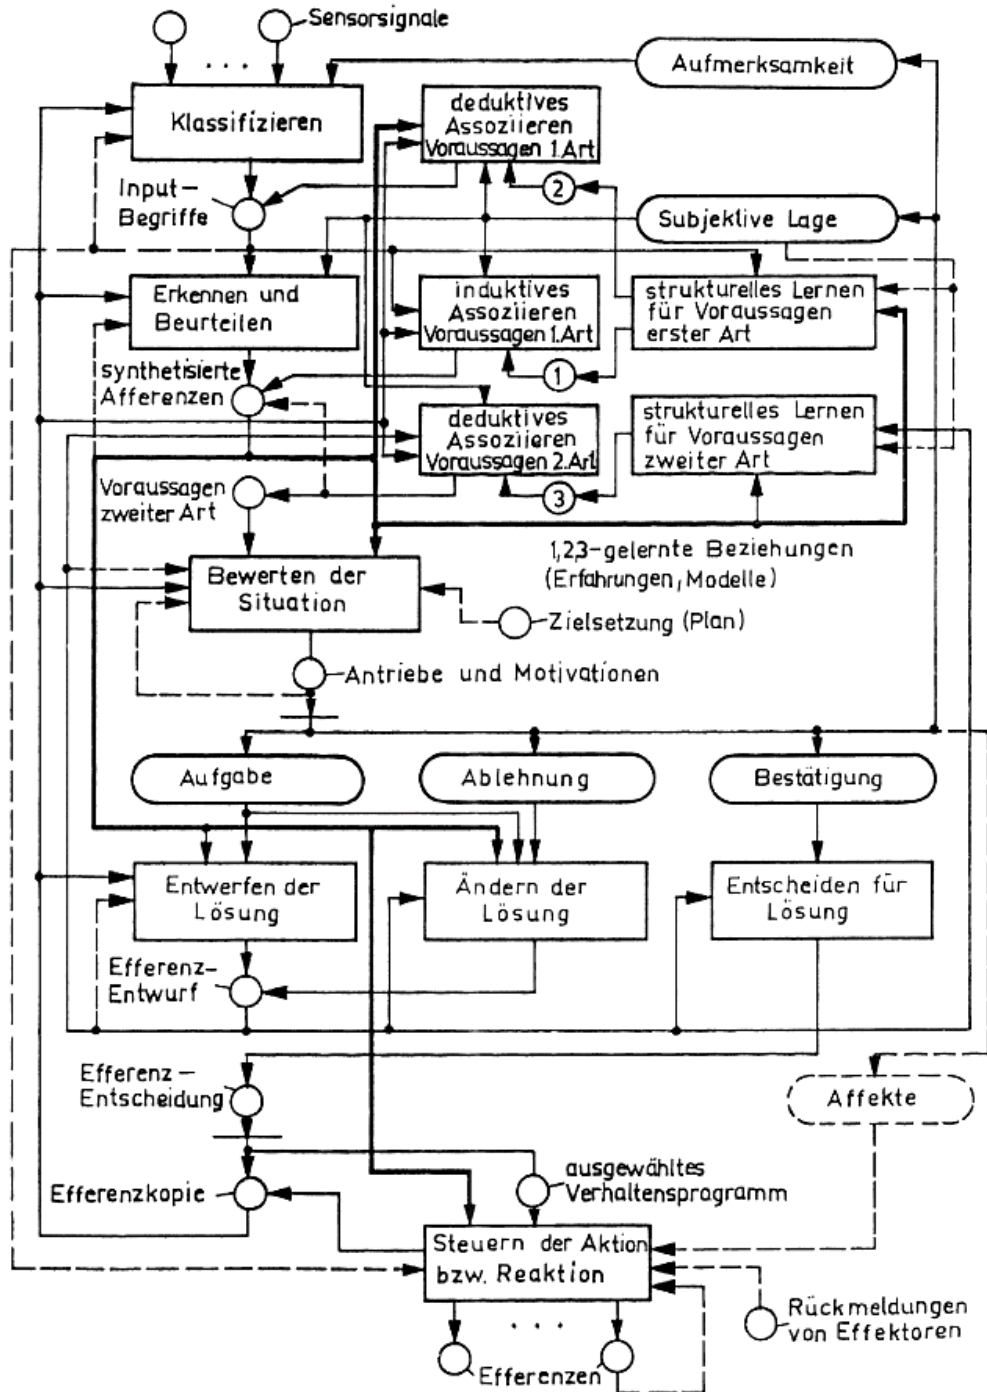 Sensorsignale
Aufmerksamkeit
Klassifizieren
deduktives
Assoziieren
Voraussagen 1.Art
Input-
Begriffe
2
Subjektive Lage
Erkennen und
Beurteilen
induktives
Assoziieren
Voraussagen 1.Art
strukturelles Lernen
für Voraussagen
erster Art
1
synthetisierte
Afferenzen
deduktives
Assoziieren
Voraussagen 2.Art
strukturelles Lernen
für Voraussagen
zweiter Art
3
Voraussagen
zweiter Art
1,2,3-gelernte Beziehungen
(Erfahrungen, Modelle)
Bewerten der
Situation
Zielsetzung (Plan)
Antriebe und Motivationen
Aufgabe
Ablehnung
Bestätigung
Entwerfen der
Lösung
Ändern der
Lösung
Entscheiden für
Lösung
Efferenz-
Entwurf
Efferenz-
Entscheidung
Affekte
Efferenzkopie
ausgewähltes
Verhaltensprogramm
Steuern der Aktion
bzw. Reaktion
Rückmeldungen
von Effektoren
Efferenzen